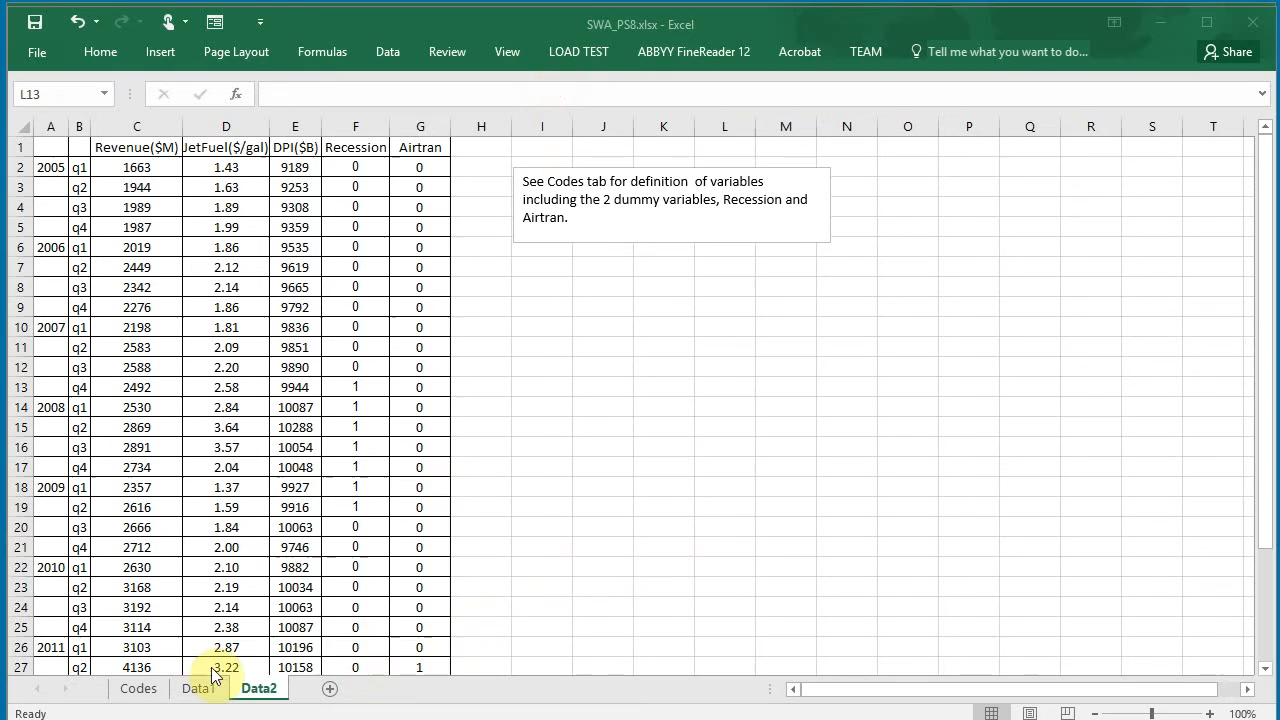 SWA_PS8.xlsx - Excel
File Home Insert Page Layout Formulas Data Review View LOAD TEST ABBYY FineReader 12 Acrobat TEAM Tell me what you want to do... Share
L13 fx
A B C D E F G H I J K L M N O P Q R S T
1 Revenue($M) JetFuel($/gal) DPI($B) Recession Airtran
2 2005 q1 1663 1.43 9189 0 0
3 q2 1944 1.63 9253 0 0
4 q3 1989 1.89 9308 0 0
5 q4 1987 1.99 9359 0 0
6 2006 q1 2019 1.86 9535 0 0
7 q2 2449 2.12 9619 0 0
8 q3 2342 2.14 9665 0 0
9 q4 2276 1.86 9792 0 0
10 2007 q1 2198 1.81 9836 0 0
11 q2 2583 2.09 9851 0 0
12 q3 2588 2.20 9890 0 0
13 q4 2492 2.58 9944 1 0
14 2008 q1 2530 2.84 10087 1 0
15 q2 2869 3.64 10288 1 0
16 q3 2891 3.57 10054 1 0
17 q4 2734 2.04 10048 1 0
18 2009 q1 2357 1.37 9927 1 0
19 q2 2616 1.59 9916 1 0
20 q3 2666 1.84 10063 0 0
21 q4 2712 2.00 9746 0 0
22 2010 q1 2630 2.10 9882 0 0
23 q2 3168 2.19 10034 0 0
24 q3 3192 2.14 10063 0 0
25 q4 3114 2.38 10087 0 0
26 2011 q1 3103 2.87 10196 0 0
27 q2 4136 3.22 10158 0 1
See Codes tab for definition of variables
including the 2 dummy variables, Recession and
Airtran.
Codes Data1 Data2
Ready 100%